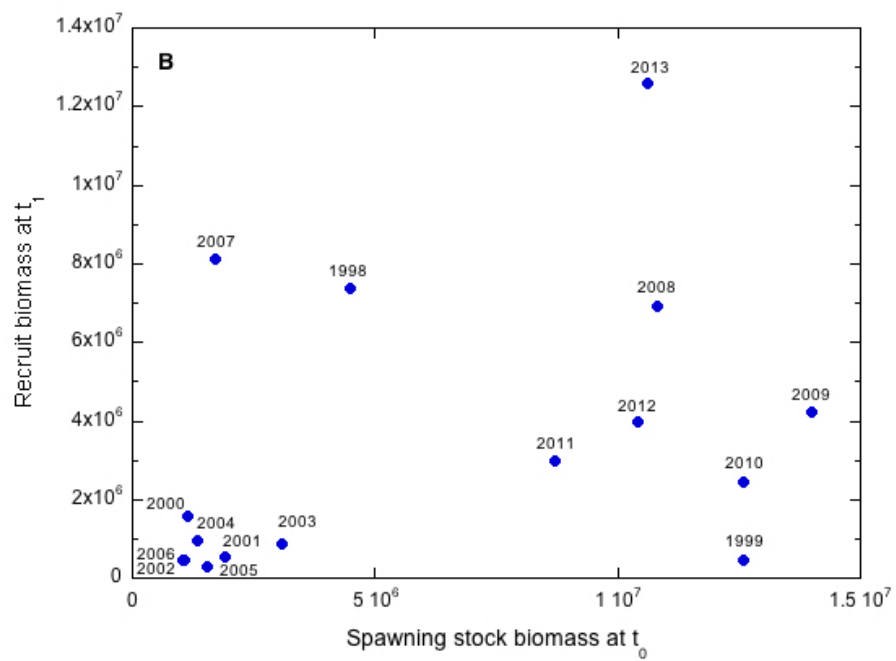 1.4x10⁷
B
2013
1.2x10⁷
1x10⁷
2007
8x10⁶
1998
2008
6x10⁶
2009
2012
4x10⁶
2011
2010
2x10⁶
2000
2004
2003
2001
1999
2006
2002
2005
0
0
5 10⁶
1 10⁷
1.5 10⁷
Recruit biomass at t₁
Spawning stock biomass at t₀